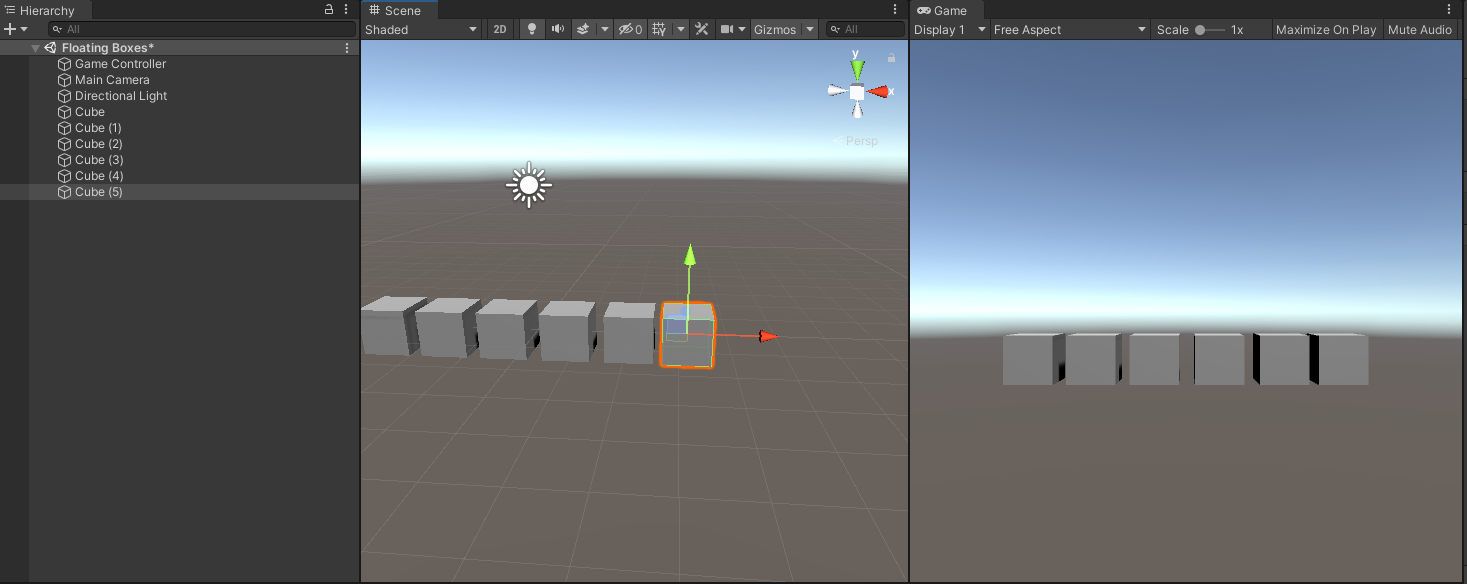 Hierarchy
All
Floating Boxes*
Game Controller
Main Camera
Directional Light
Cube
Cube (1)
Cube (2)
Cube (3)
Cube (4)
Cube (5)
Scene
Shaded 2D 0 Gizmos All
y
x
Persp
Game
Display 1 Free Aspect Scale 1x Maximize On Play Mute Audio